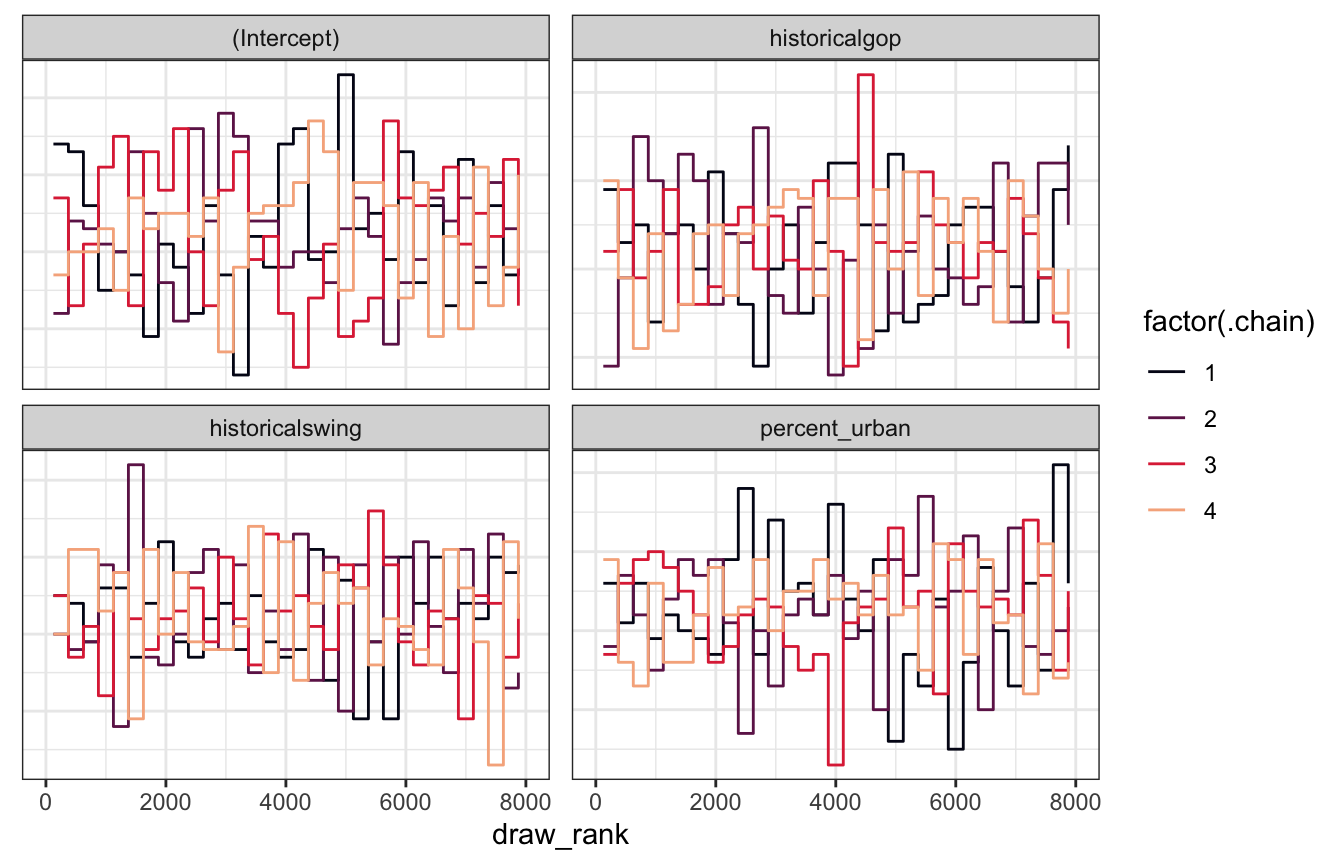 (Intercept)
historicalgop
historicalswing
percent_urban
0 2000 4000 6000 8000
0 2000 4000 6000 8000
draw_rank
factor(.chain)
1
2
3
4